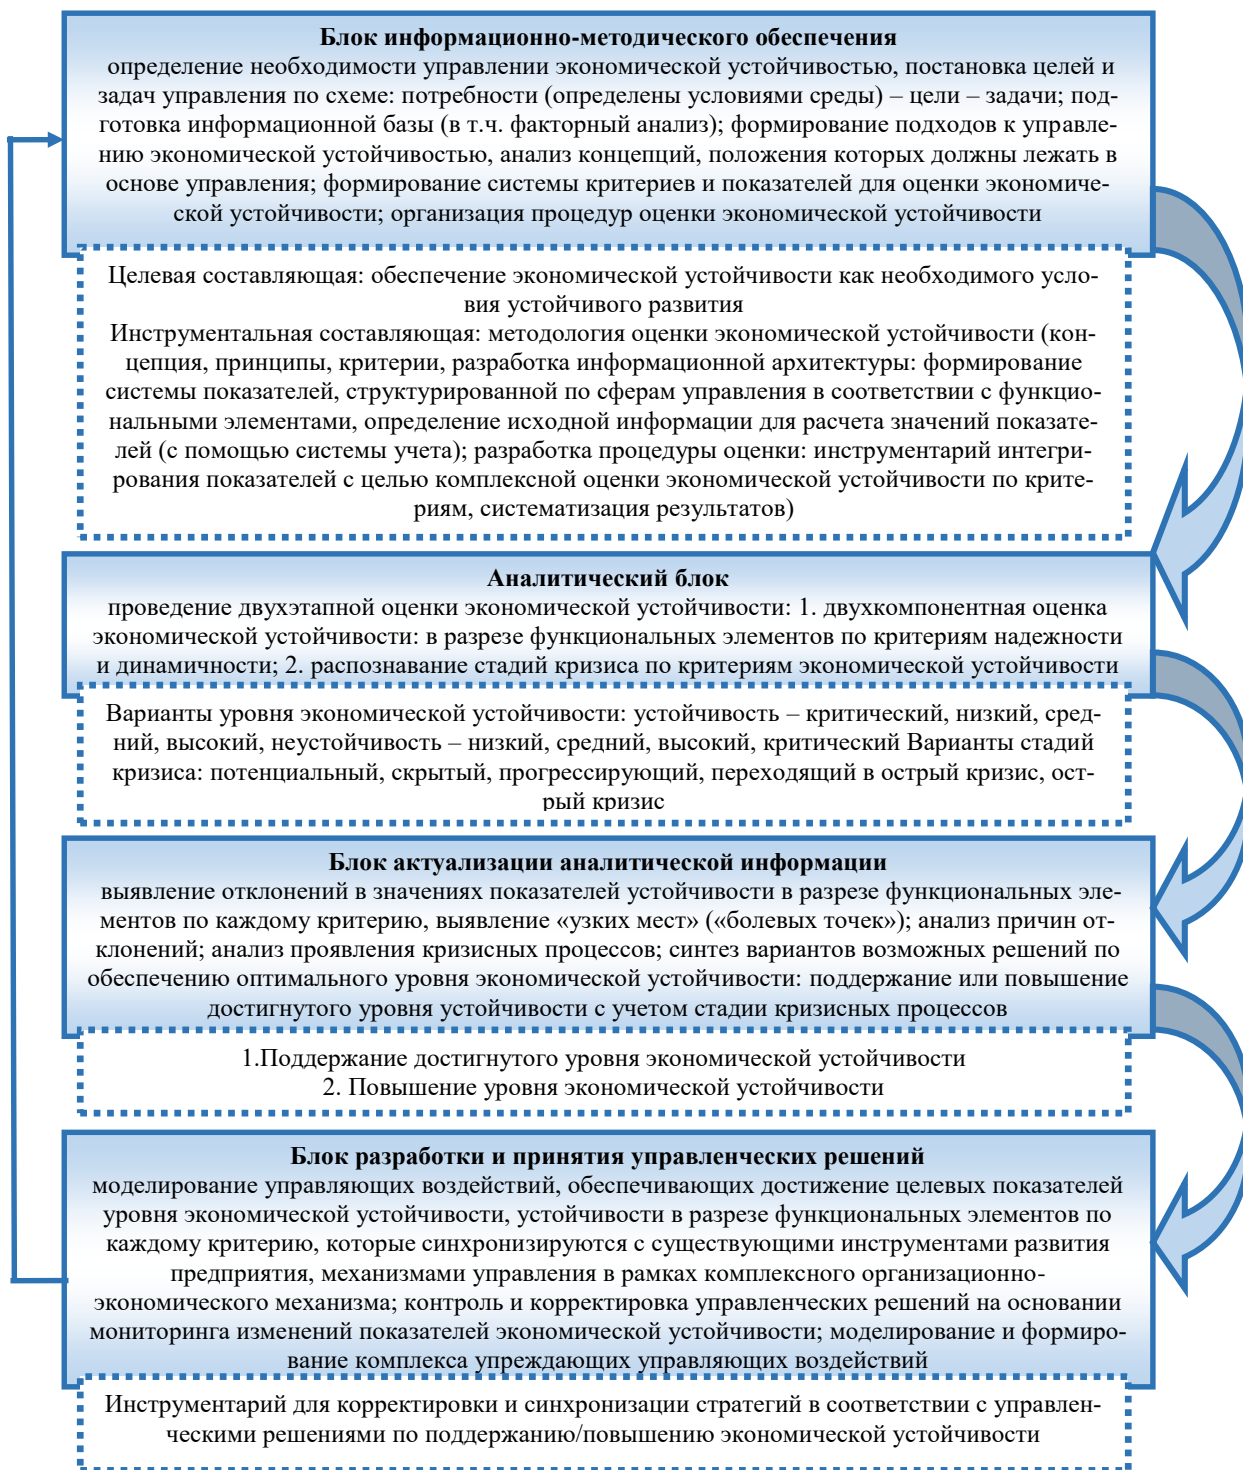 Блок информационно-методического обеспечения
определение необходимости управлении экономической устойчивостью, постановка целей и
задач управления по схеме: потребности (определены условиями среды) – цели – задачи; под-
готовка информационной базы (в т.ч. факторный анализ); формирование подходов к управле-
нию экономической устойчивостью, анализ концепций, положения которых должны лежать в
основе управления; формирование системы критериев и показателей для оценки экономиче-
ской устойчивости; организация процедур оценки экономической устойчивости
Целевая составляющая: обеспечение экономической устойчивости как необходимого усло-
вия устойчивого развития
Инструментальная составляющая: методология оценки экономической устойчивости (кон-
цепция, принципы, критерии, разработка информационной архитектуры: формирование
системы показателей, структурированной по сферам управления в соответствии с функцио-
нальными элементами, определение исходной информации для расчета значений показате-
лей (с помощью системы учета); разработка процедуры оценки: инструментарий интегри-
рования показателей с целью комплексной оценки экономической устойчивости по крите-
риям, систематизация результатов)
Аналитический блок
проведение двухэтапной оценки экономической устойчивости: 1. двухкомпонентная оценка
экономической устойчивости: в разрезе функциональных элементов по критериям надежности
и динамичности; 2. распознавание стадий кризиса по критериям экономической устойчивости
Варианты уровня экономической устойчивости: устойчивость – критический, низкий, сред-
ний, высокий, неустойчивость – низкий, средний, высокий, критический Варианты стадий
кризиса: потенциальный, скрытый, прогрессирующий, переходящий в острый кризис, ост-
рый кризис
Блок актуализации аналитической информации
выявление отклонений в значениях показателей устойчивости в разрезе функциональных эле-
ментов по каждому критерию, выявление «узких мест» («болевых точек»); анализ причин от-
клонений; анализ проявления кризисных процессов; синтез вариантов возможных решений по
обеспечению оптимального уровня экономической устойчивости: поддержание или повышение
достигнутого уровня устойчивости с учетом стадии кризисных процессов
1.Поддержание достигнутого уровня экономической устойчивости
2. Повышение уровня экономической устойчивости
Блок разработки и принятия управленческих решений
моделирование управляющих воздействий, обеспечивающих достижение целевых показателей
уровня экономической устойчивости, устойчивости в разрезе функциональных элементов по
каждому критерию, которые синхронизируются с существующими инструментами развития
предприятия, механизмами управления в рамках комплексного организационно-
экономического механизма; контроль и корректировка управленческих решений на основании
мониторинга изменений показателей экономической устойчивости; моделирование и формиро-
вание комплекса упреждающих управляющих воздействий
Инструментарий для корректировки и синхронизации стратегий в соответствии с управлен-
ческими решениями по поддержанию/повышению экономической устойчивости